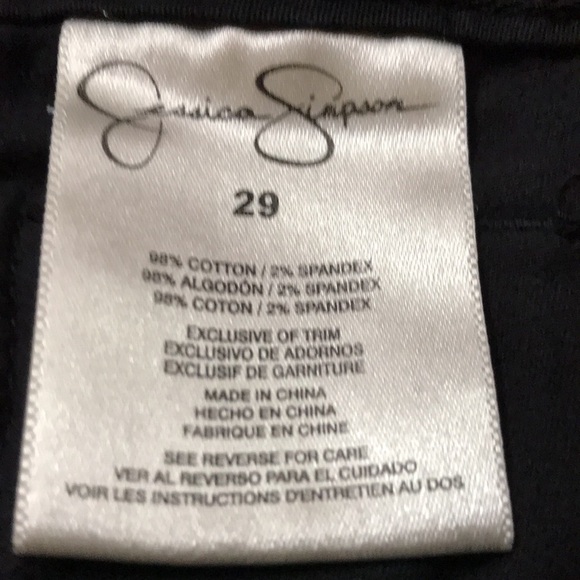 Jessica Simpson
29
98% COTTON / 2% SPANDEX
98% ALGODÓN / 2% SPANDEX
98% COTON / 2% SPANDEX
EXCLUSIVE OF TRIM
EXCLUSIVO DE ADORNOS
EXCLUSIF DE GARNITURE
MADE IN CHINA
HECHO EN CHINA
FABRIQUE EN CHINE
SEE REVERSE FOR CARE
VER AL REVERSO PARA EL CUIDADO
VOIR LES INSTRUCTIONS D'ENTRETIEN AU DOS